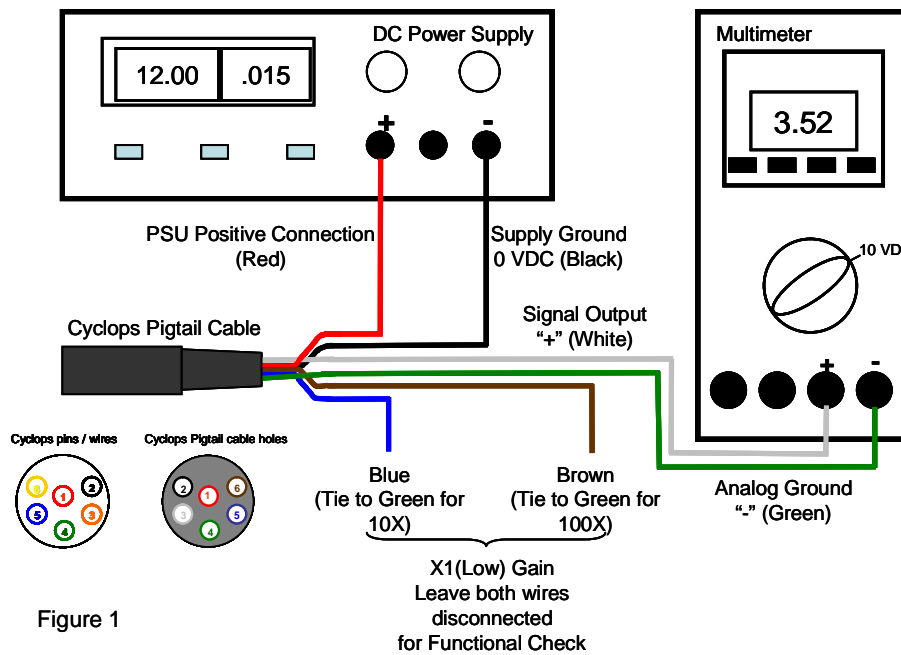 DC Power Supply
12.00 .015
+ -
Multimeter
3.52
10 VD
+ -
PSU Positive Connection
(Red)
Supply Ground
0 VDC (Black)
Cyclops Pigtail Cable
Signal Output
“+” (White)
Cyclops pins / wires
6 1 2
5 4 3
Cyclops Pigtail cable holes
2 1 6
3 4 5
Blue
(Tie to Green for
10X)
Brown
(Tie to Green for
100X)
Analog Ground
“-” (Green)
X1(Low) Gain
Leave both wires
disconnected
for Functional Check
Figure 1